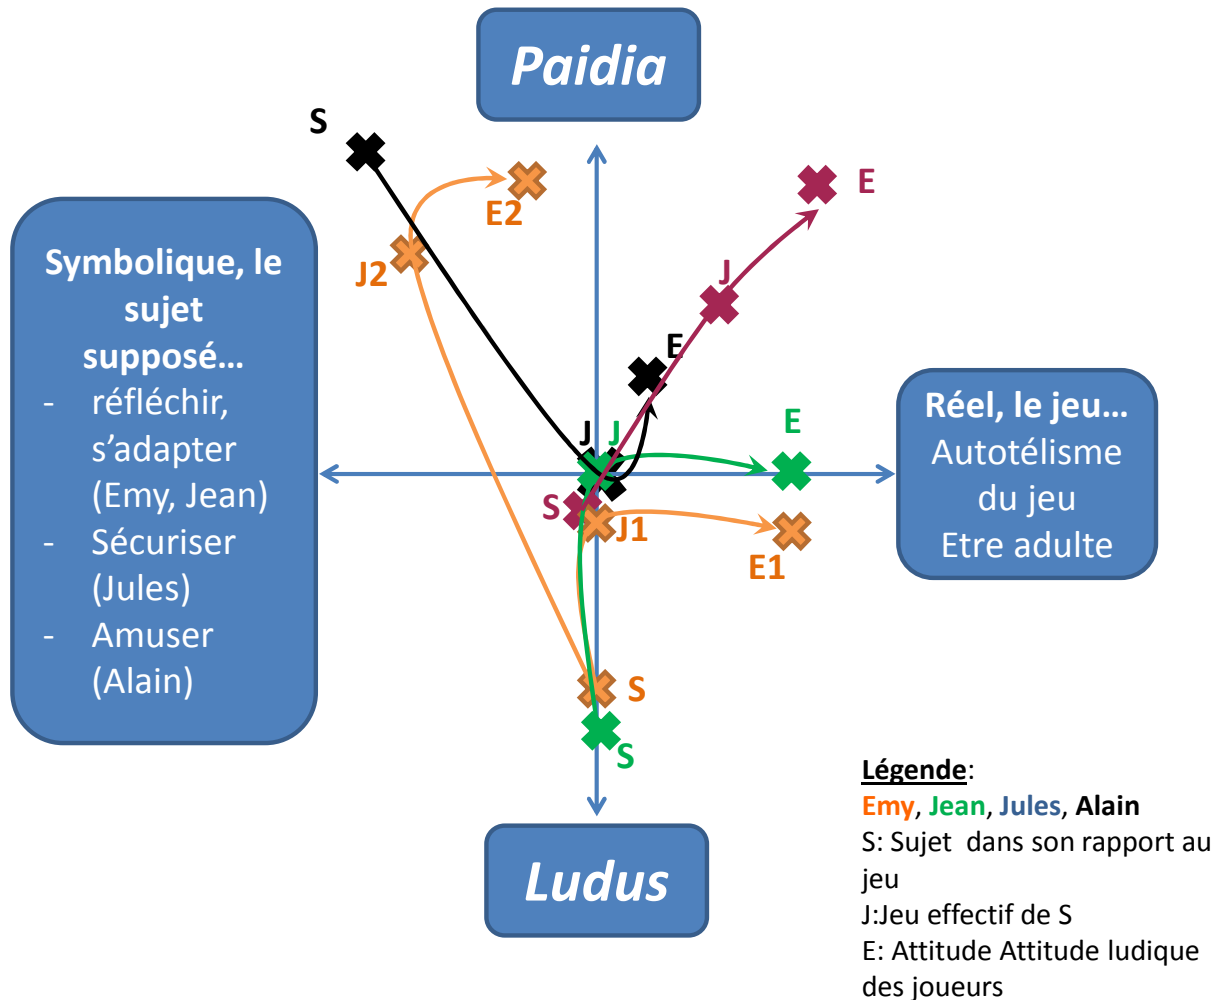 Paidia
S
E
E2
J2
J
E
Symbolique, le
sujet
supposé…
- réfléchir,
s’adapter
(Emy, Jean)
- Sécuriser
(Jules)
- Amuser
(Alain)
J
J
E
S
J1
E1
S
S
Réel, le jeu…
Autotélisme
du jeu
Etre adulte
Ludus
Légende:
Emy, Jean, Jules, Alain
S: Sujet dans son rapport au
jeu
J:Jeu effectif de S
E: Attitude Attitude ludique
des joueurs